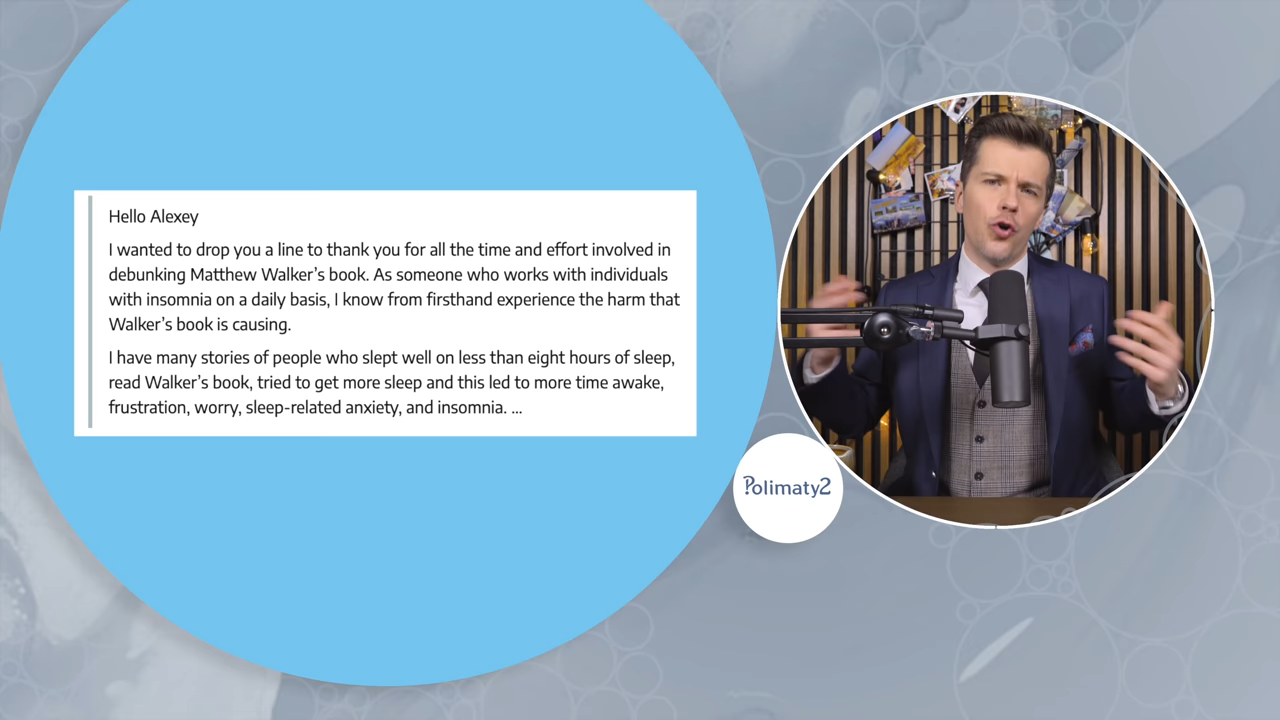 Hello Alexey
I wanted to drop you a line to thank you for all the time and effort involved in
debunking Matthew Walker's book. As someone who works with individuals
with insomnia on a daily basis, I know from firsthand experience the harm that
Walker's book is causing.
I have many stories of people who slept well on less than eight hours of sleep,
read Walker's book, tried to get more sleep and this led to more time awake,
frustration, worry, sleep-related anxiety, and insomnia. ...
Polimaty2